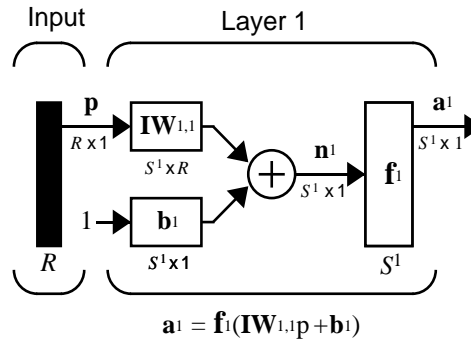 Input
Layer 1
p
R x 1
IW1,1
S1 x R
1
b1
S1 x 1
n1
S1 x 1
f1
a1
S1 x 1
R
S1
a1 = f1(IW1,1p + b1)